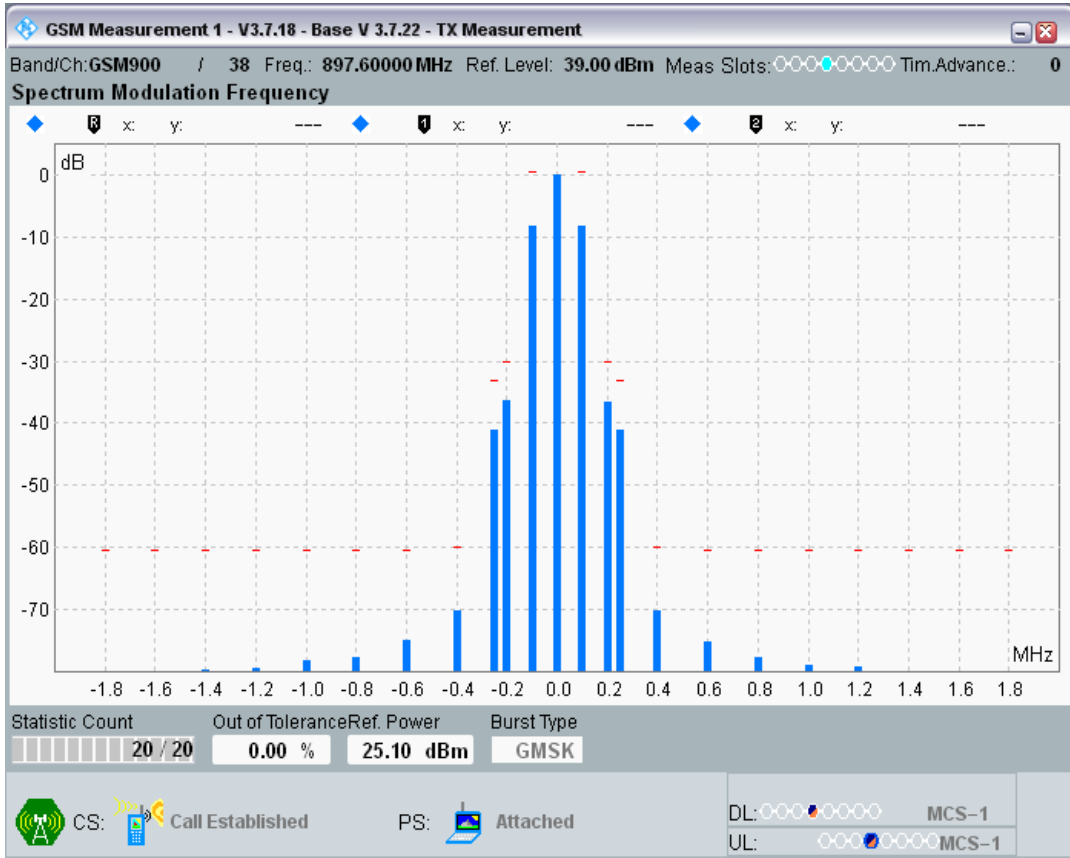 GSM Measurement 1 - V3.7.18 - Base V 3.7.22 - TX Measurement
Band/Ch:GSM900 / 38 Freq.: 897.60000 MHz Ref. Level: 39.00 dBm Meas Slots: Tim.Advance.: 0
Spectrum Modulation Frequency
R x: y: --- 1 x: y: --- 2 x: y: ---
dB
0
-10
-20
-30
-40
-50
-60
-70
MHz
-1.8 -1.6 -1.4 -1.2 -1.0 -0.8 -0.6 -0.4 -0.2 0.0 0.2 0.4 0.6 0.8 1.0 1.2 1.4 1.6 1.8
Statistic Count Out of Tolerance Ref. Power Burst Type
20 / 20 0.00 % 25.10 dBm GMSK
CS: Call Established PS: Attached
DL: MCS-1
UL: MCS-1